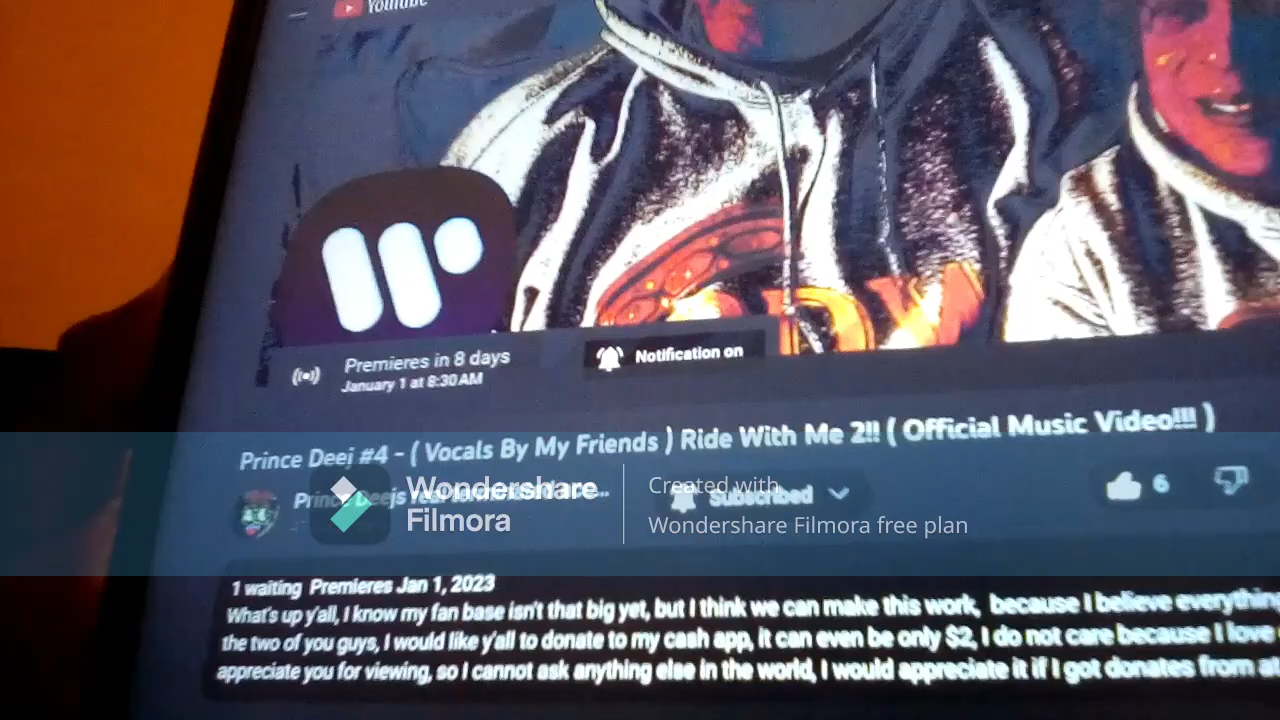 YouTube
Premieres in 8 days
January 1 at 8:30 AM
Notification on
Prince Deej #4 - ( Vocals By My Friends ) Ride With Me 2!! ( Official Music Video!!! )
Prince Deejs
Wondershare
Filmora
Created with
Wondershare Filmora free plan
Subscribed
6
1 waiting Premieres Jan 1, 2023
What's up y'all, I know my fan base isn't that big yet, but I think we can make this work, because I believe everything
the two of you guys, I would like y'all to donate to my cash app, it can even be only $2, I do not care because I love
appreciate you for viewing, so I cannot ask anything else in the world, I would appreciate it if I got donates from at